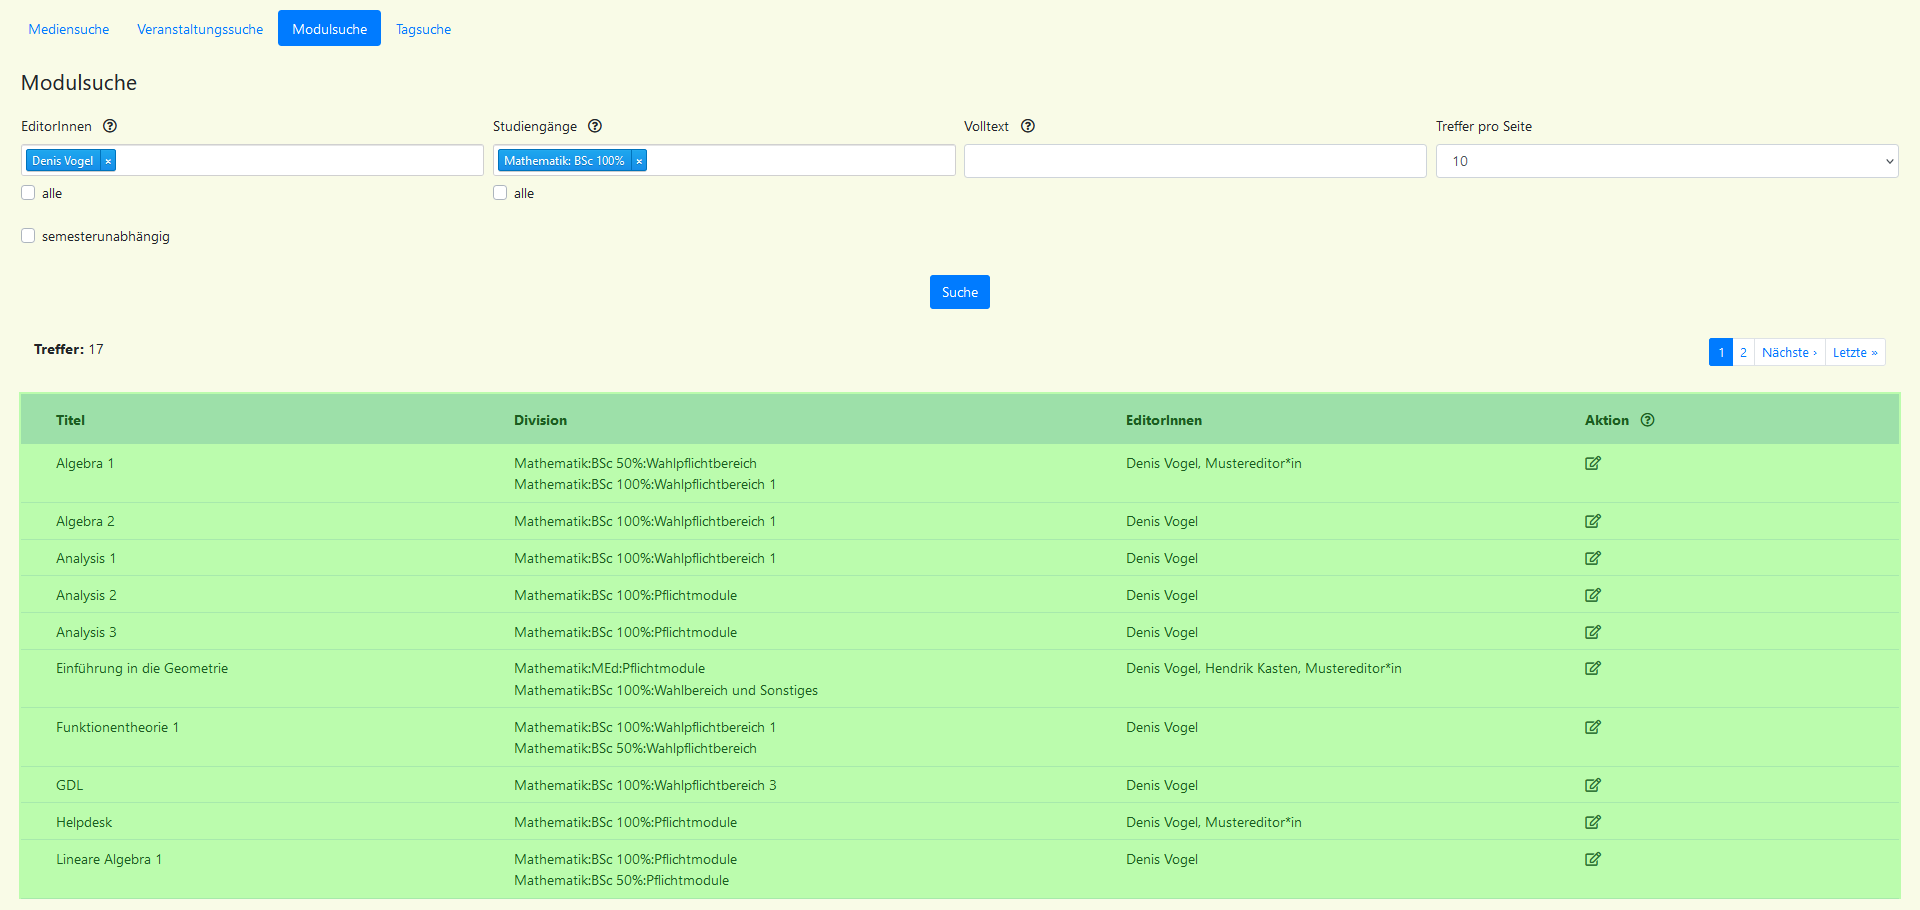 Mediensuche Veranstaltungssuche Modulsuche Tagsuche
Modulsuche
EditorInnen Studiengänge Volltext Treffer pro Seite
Denis Vogel × Mathematik: BSc 100% × 10
alle alle
semesterunabhängig
Suche
Treffer: 17 1 2 Nächste › Letzte »
Titel Division EditorInnen Aktion
Algebra 1 Mathematik:BSc 50%:Wahlpflichtbereich Denis Vogel, Mustereditor*in
Mathematik:BSc 100%:Wahlpflichtbereich 1
Algebra 2 Mathematik:BSc 100%:Wahlpflichtbereich 1 Denis Vogel
Analysis 1 Mathematik:BSc 100%:Wahlpflichtbereich 1 Denis Vogel
Analysis 2 Mathematik:BSc 100%:Pflichtmodule Denis Vogel
Analysis 3 Mathematik:BSc 100%:Pflichtmodule Denis Vogel
Einführung in die Geometrie Mathematik:MEd:Pflichtmodule Denis Vogel, Hendrik Kasten, Mustereditor*in
Mathematik:BSc 100%:Wahlbereich und Sonstiges
Funktionentheorie 1 Mathematik:BSc 100%:Wahlpflichtbereich 1 Denis Vogel
Mathematik:BSc 50%:Wahlpflichtbereich
GDL Mathematik:BSc 100%:Wahlpflichtbereich 3 Denis Vogel
Helpdesk Mathematik:BSc 100%:Pflichtmodule Denis Vogel, Mustereditor*in
Lineare Algebra 1 Mathematik:BSc 100%:Pflichtmodule Denis Vogel
Mathematik:BSc 50%:Pflichtmodule